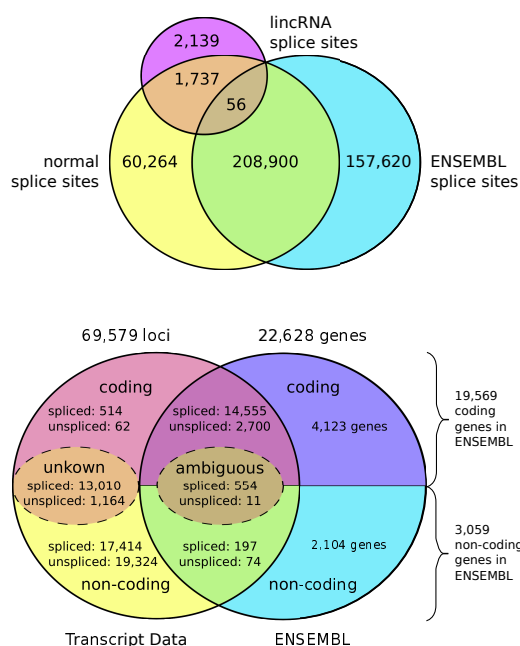 lincRNA
splice sites
2,139
1,737
56
normal
splice sites
60,264
208,900
157,620
ENSEMBL
splice sites
69,579 loci
22,628 genes
coding
spliced: 514
unspliced: 62
spliced: 14,555
unspliced: 2,700
coding
4,123 genes
19,569
coding
genes in
ENSEMBL
unkown
spliced: 13,010
unspliced: 1,164
ambiguous
spliced: 554
unspliced: 11
spliced: 17,414
unspliced: 19,324
non-coding
spliced: 197
unspliced: 74
2,104 genes
non-coding
3,059
non-coding
genes in
ENSEMBL
Transcript Data
ENSEMBL